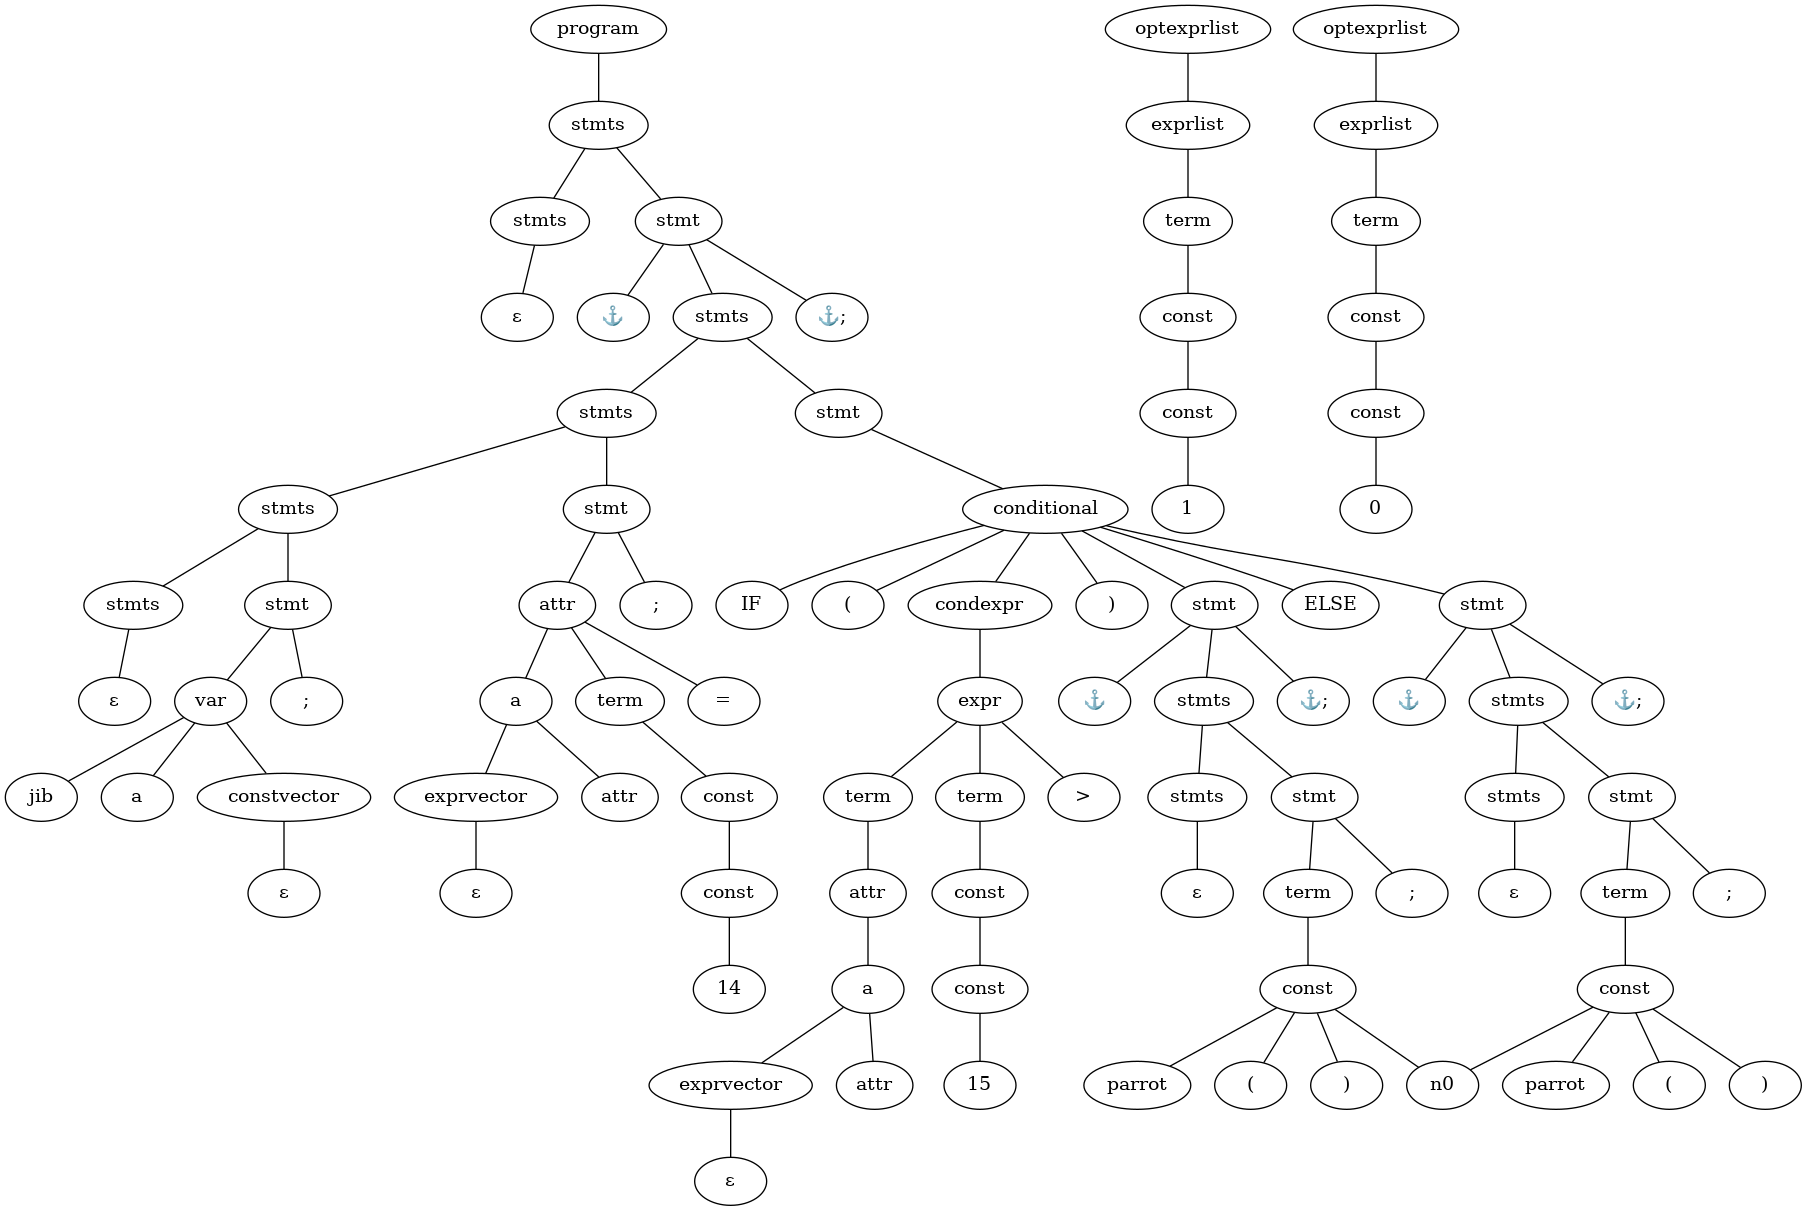 program optexprlist optexprlist
stmts exprlist exprlist
stmts stmt term term
ε ⚓ stmts ⚓; const const
stmts stmt const const
stmts stmt conditional 1 0
stmts stmt attr ; IF ( condexpr ) stmt ELSE stmt
ε var ; a term = expr ⚓ stmts ⚓; ⚓ stmts ⚓;
jib a constvector exprvector attr const term term > stmts stmt stmts stmt
ε ε const attr const ε term ; ε term ;
14 a const const const
exprvector attr 15 parrot ( ) n0 parrot ( )
ε